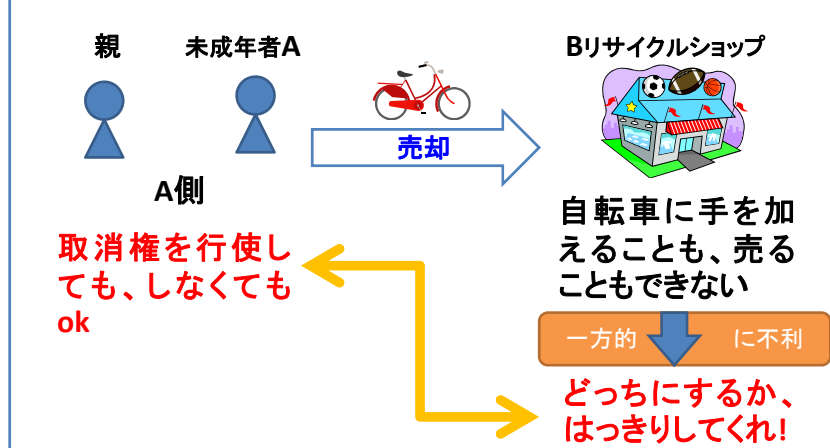 親
未成年者A
Bリサイクルショップ
売却
A側
取消権を行使し
ても、しなくても
ok
自転車に手を加
えることも、売る
こともできない
一方的 に不利
どっちにするか、
はっきりしてくれ!